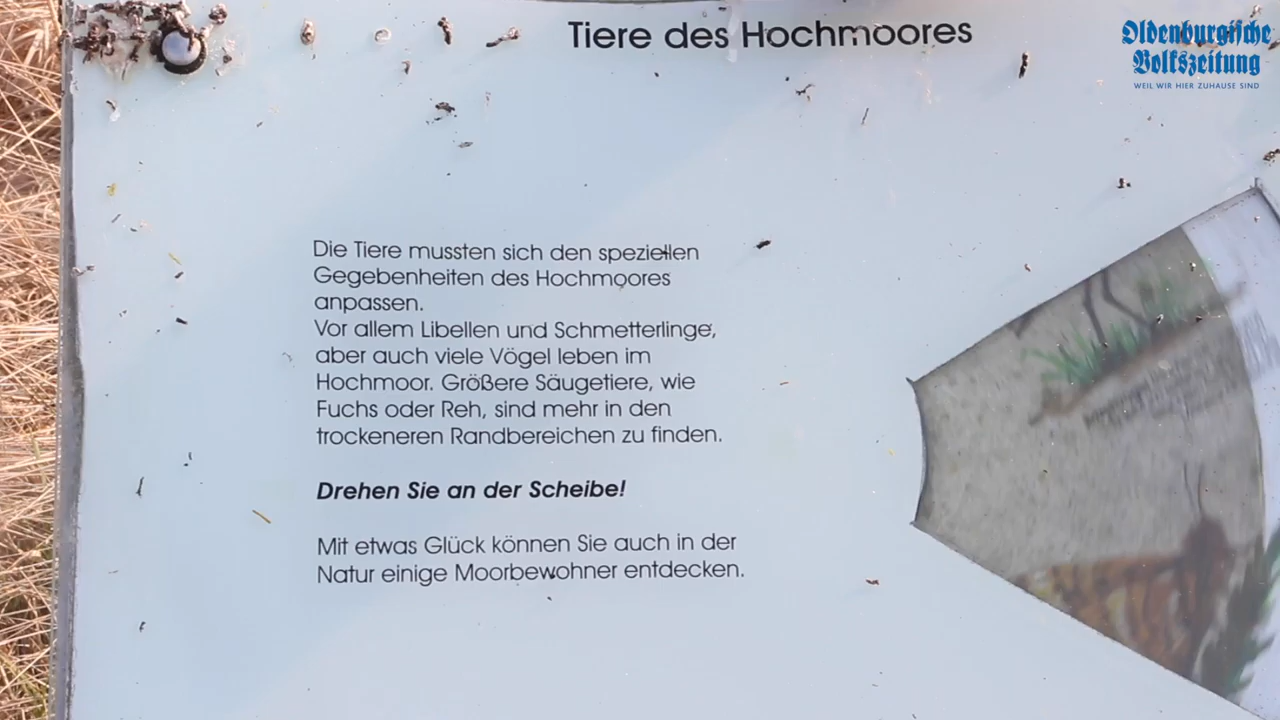 Tiere des Hochmoores
Oldenburgische
Volkszeitung
WEIL WIR HIER ZUHAUSE SIND
Die Tiere mussten sich den speziellen
Gegebenheiten des Hochmoores
anpassen.
Vor allem Libellen und Schmetterlinge,
aber auch viele Vögel leben im
Hochmoor. Größere Säugetiere, wie
Fuchs oder Reh, sind mehr in den
trockeneren Randbereichen zu finden.
Drehen Sie an der Scheibe!
Mit etwas Glück können Sie auch in der
Natur einige Moorbewohner entdecken.